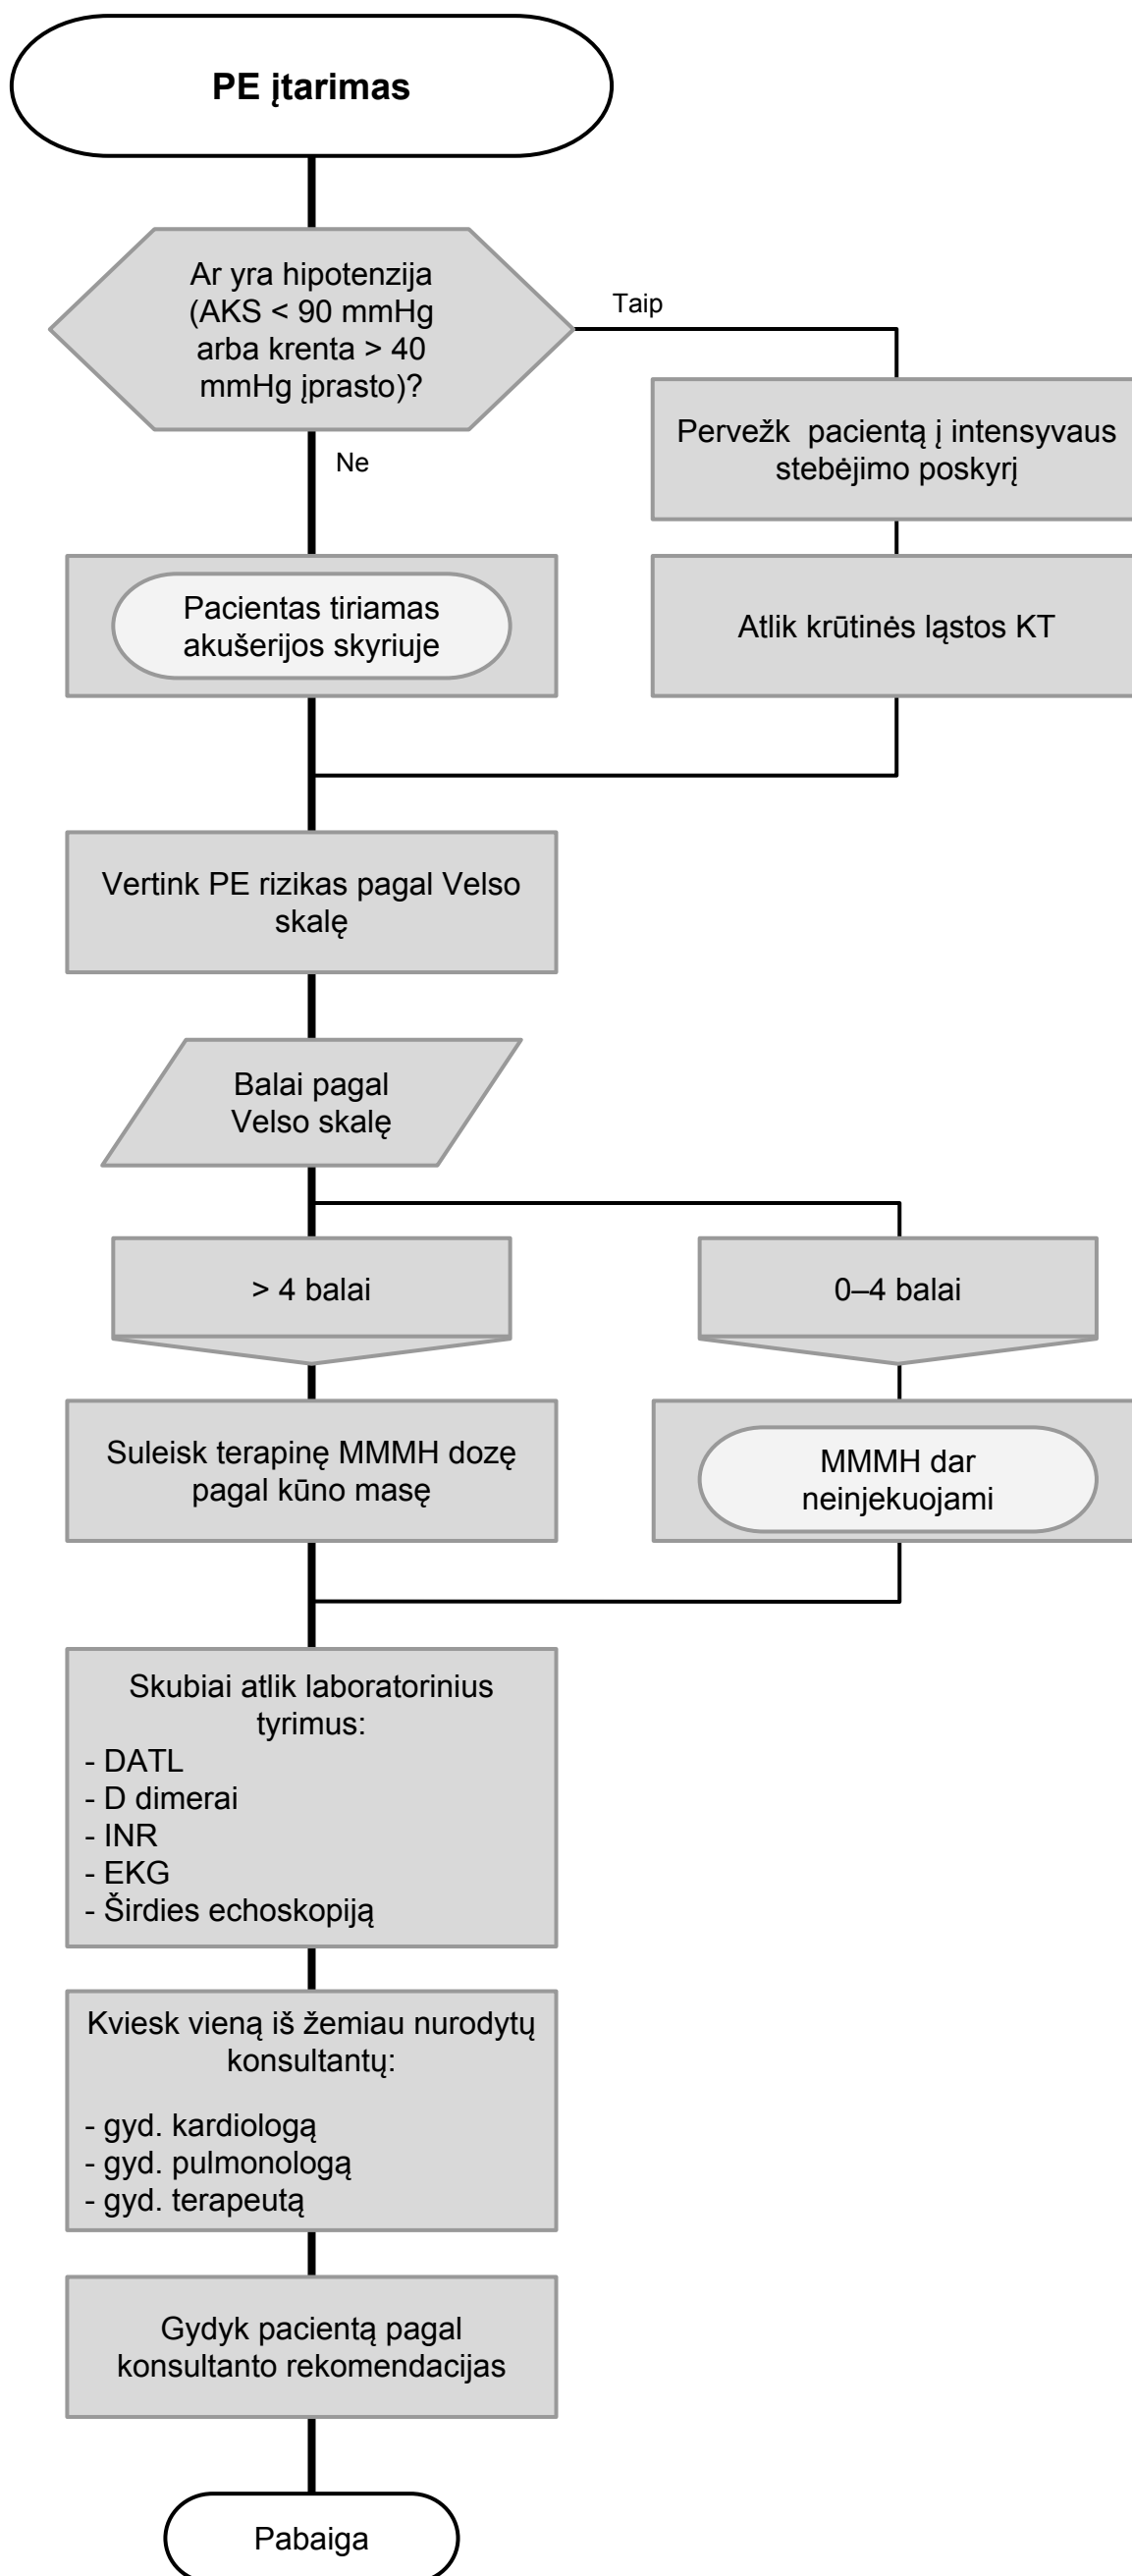 PE įtarimas
Ar yra hipotenzija
(AKS < 90 mmHg
arba krenta > 40
mmHg įprasto)?
Taip
Pervežk pacientą į intensyvaus
stebėjimo poskyrį
Ne
Pacientas tiriamas
akušerijos skyriuje
Atlik krūtinės ląstos KT
Vertink PE rizikas pagal Velso
skalę
Balai pagal
Velso skalę
> 4 balai
0–4 balai
Suleisk terapinę MMMH dozę
pagal kūno masę
MMMH dar
neinjekuojami
Skubiai atlik laboratorinius
tyrimus:
- DATL
- D dimerai
- INR
- EKG
- Širdies echoskopiją
Kviesk vieną iš žemiau nurodytų
konsultantų:
- gyd. kardiologą
- gyd. pulmonologą
- gyd. terapeutą
Gydyk pacientą pagal
konsultanto rekomendacijas
Pabaiga